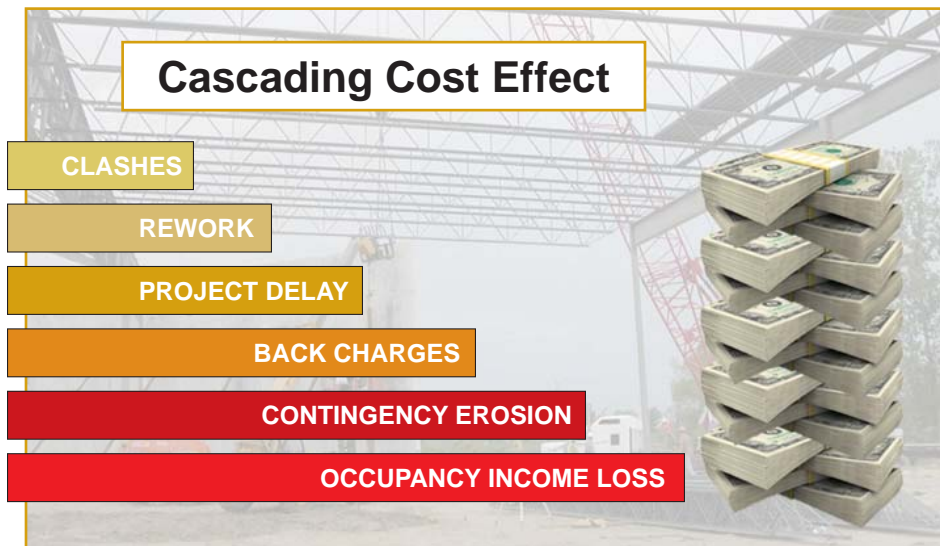 Cascading Cost Effect
CLASHES
REWORK
PROJECT DELAY
BACK CHARGES
CONTINGENCY EROSION
OCCUPANCY INCOME LOSS